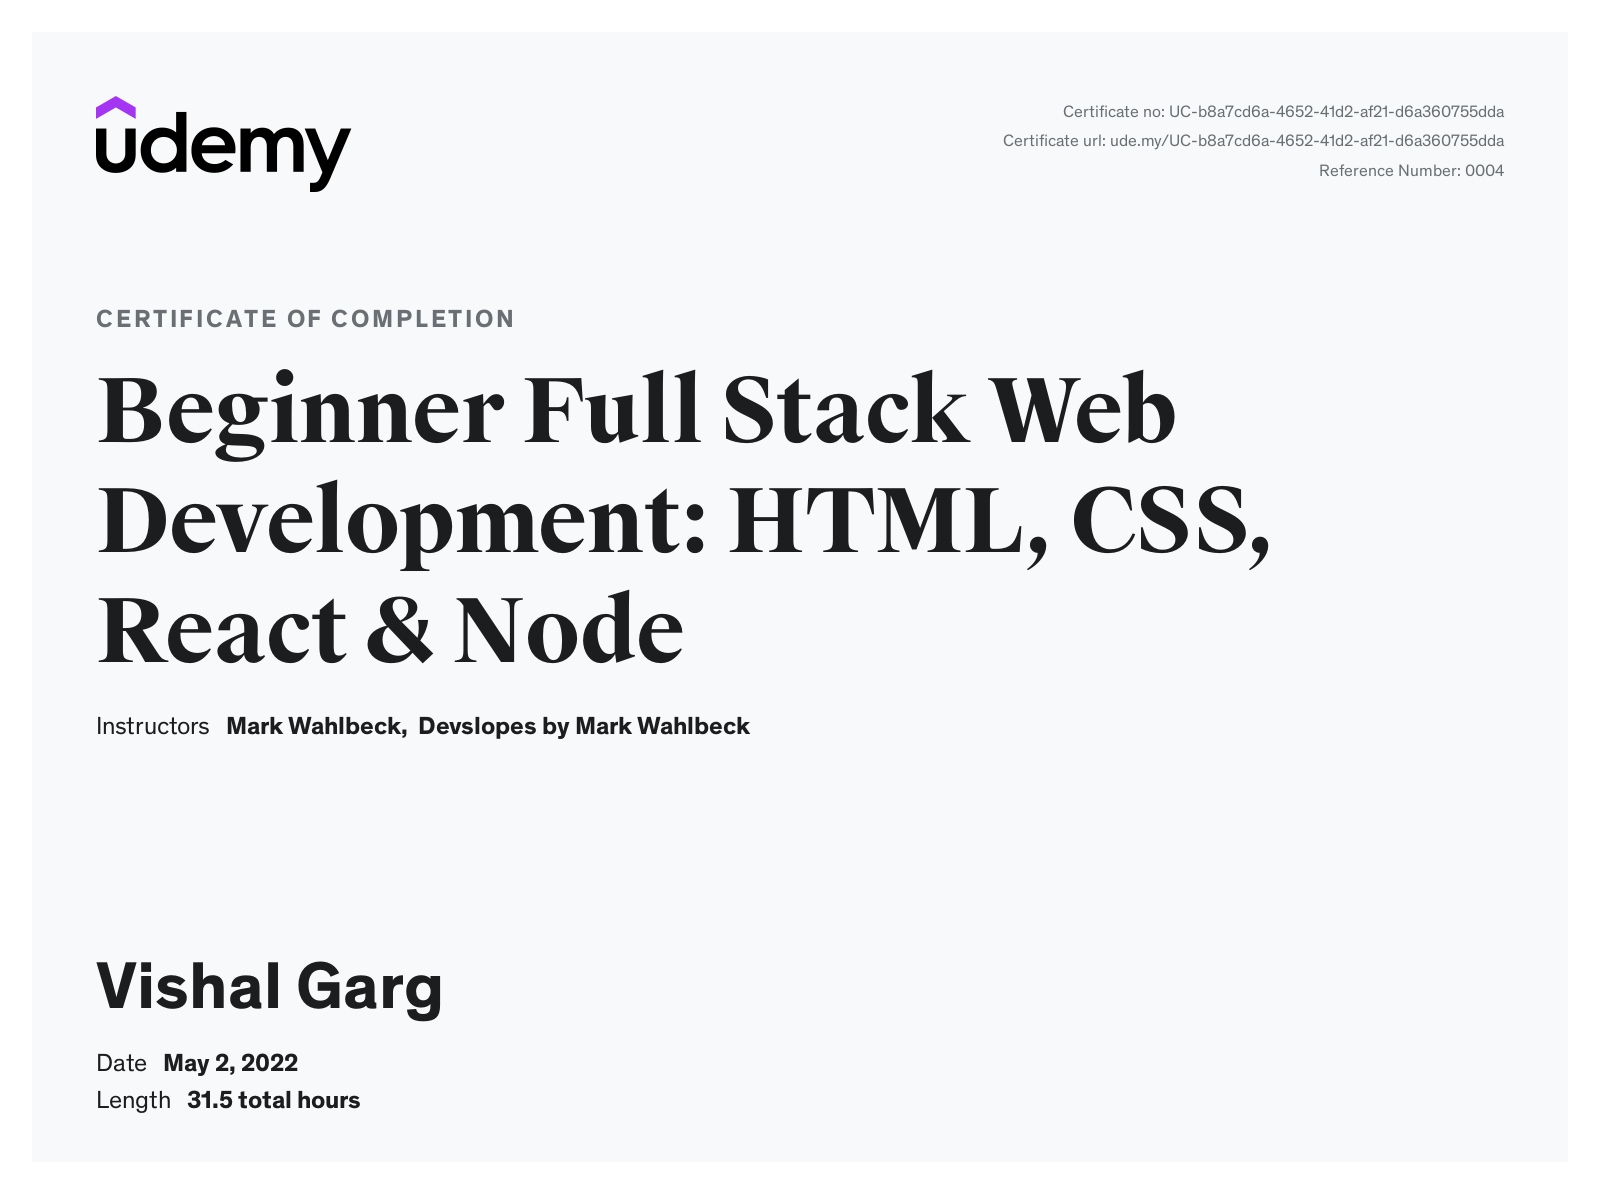 udemy
Certificate no: UC-b8a7cd6a-4652-41d2-af21-d6a360755dda
Certificate url: ude.my/UC-b8a7cd6a-4652-41d2-af21-d6a360755dda
Reference Number: 0004
CERTIFICATE OF COMPLETION
Beginner Full Stack Web
Development: HTML, CSS,
React & Node
Instructors Mark Wahlbeck, Devslopes by Mark Wahlbeck
Vishal Garg
Date May 2, 2022
Length 31.5 total hours